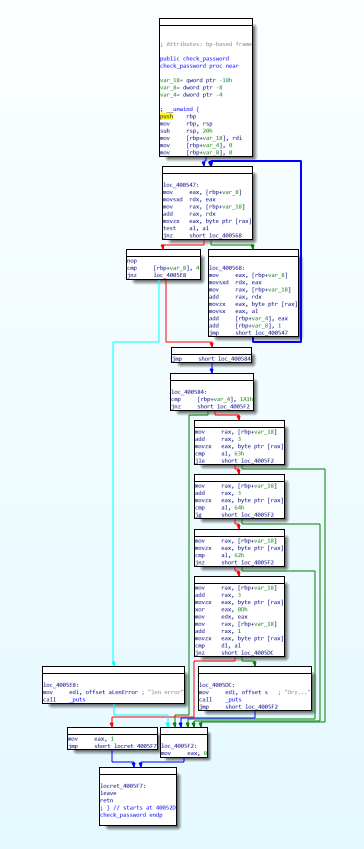 ; Attributes: bp-based frame
public check_password
check_password proc near
var_18= qword ptr -18h
var_8= dword ptr -8
var_4= dword ptr -4
; __unwind {
push rbp
mov rbp, rsp
sub rsp, 20h
mov [rbp+var_18], rdi
mov [rbp+var_4], 0
mov [rbp+var_8], 0
loc_400547:
mov eax, [rbp+var_8]
movsxd rdx, eax
mov rax, [rbp+var_18]
add rax, rdx
movzx eax, byte ptr [rax]
test al, al
jnz short loc_400568
nop
cmp [rbp+var_8], 4
jnz loc_4005E8
loc_400568:
mov eax, [rbp+var_8]
movsxd rdx, eax
mov rax, [rbp+var_18]
add rax, rdx
movzx eax, byte ptr [rax]
movsx eax, al
add [rbp+var_4], eax
add [rbp+var_8], 1
jmp short loc_400547
jmp short loc_400584
loc_400584:
cmp [rbp+var_4], 1A1h
jnz short loc_4005F2
mov rax, [rbp+var_18]
add rax, 3
movzx eax, byte ptr [rax]
cmp al, 63h
jle short loc_4005F2
mov rax, [rbp+var_18]
add rax, 3
movzx eax, byte ptr [rax]
cmp al, 64h
jg short loc_4005F2
mov rax, [rbp+var_18]
movzx eax, byte ptr [rax]
cmp al, 62h
jnz short loc_4005F2
mov rax, [rbp+var_18]
add rax, 3
movzx eax, byte ptr [rax]
xor eax, 0Dh
mov edx, eax
mov rax, [rbp+var_18]
add rax, 1
movzx eax, byte ptr [rax]
cmp dl, al
jnz short loc_4005DC
loc_4005E8:
mov edi, offset aLenError ; "len error"
call _puts
loc_4005DC:
mov edi, offset s ; "Orz..."
call _puts
jmp short loc_4005F2
mov eax, 1
jmp short locret_4005F7
loc_4005F2:
mov eax, 0
locret_4005F7:
leave
retn
; } // starts at 40052D
check_password endp